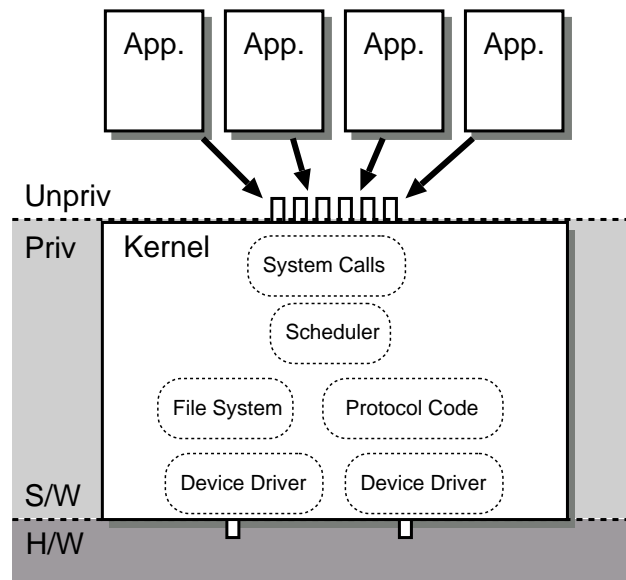 App.
App.
App.
App.
Unpriv
Priv
Kernel
System Calls
Scheduler
File System
Protocol Code
Device Driver
Device Driver
S/W
H/W